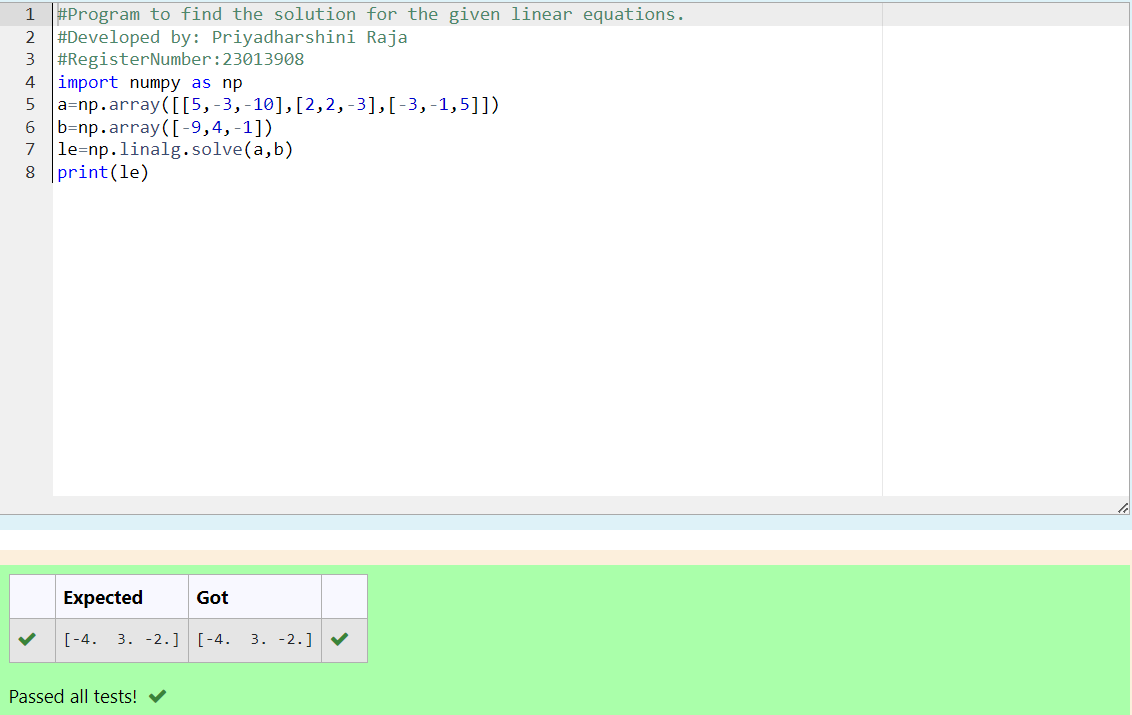 1 #Program to find the solution for the given linear equations.
2 #Developed by: Priyadharshini Raja
3 #RegisterNumber:23013908
4 import numpy as np
5 a=np.array([[5,-3,-10],[2,2,-3],[-3,-1,5]])
6 b=np.array([-9,4,-1])
7 le=np.linalg.solve(a,b)
8 print(le)
Expected Got
[-4.  3. -2.] [-4.  3. -2.]
Passed all tests!